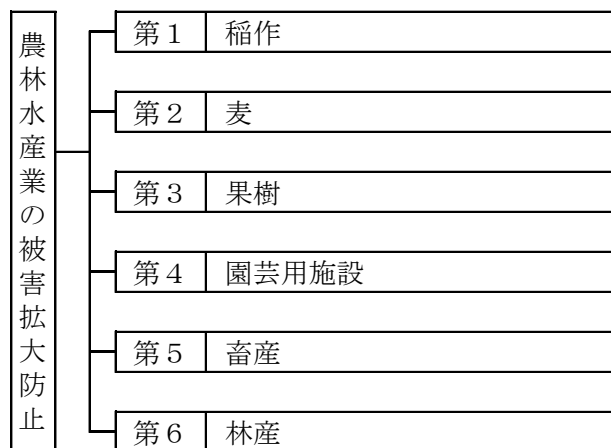 農林水産業の被害拡大防止
第１ 稲作
第２ 麦
第３ 果樹
第４ 園芸用施設
第５ 畜産
第６ 林産